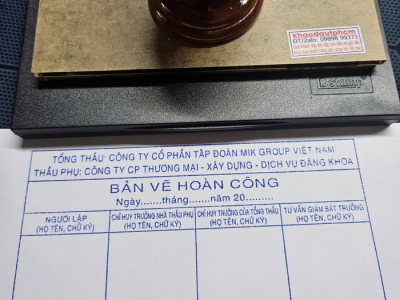 khacdautphcm
ĐT/Zalo: 09898 99373
TỔNG THẦU: CÔNG TY CỔ PHẦN TẬP ĐOÀN MIK GROUP VIỆT NAM
THẦU PHỤ: CÔNG TY CP THƯƠNG MẠI - XÂY DỰNG - DỊCH VỤ ĐĂNG KHOA
BẢN VẼ HOÀN CÔNG
Ngày.......tháng.......năm 20.........
NGƯỜI LẬP CHỈ HUY TRƯỞNG NHÀ THẦU PHỤ CHỈ HUY TRƯỞNG CỦA TỔNG THẦU TƯ VẤN GIÁM SÁT TRƯỞNG
(HỌ TÊN, CHỮ KÝ) (HỌ TÊN, CHỮ KÝ) (HỌ TÊN, CHỮ KÝ) (HỌ TÊN, CHỮ KÝ)